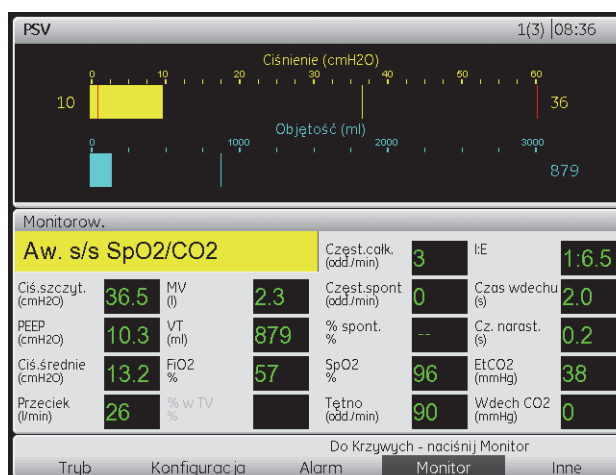 PSV 1(3) |08:36
Ciśnienie (cmH2O)
0 10 20 30 40 50 60
10 36
Objętość (ml)
0 1000 2000 3000
879
Monitorow.
Aw. s/s SpO2/CO2
Częst.całk. (odd./min) 3 I:E 1:6.5
Ciś.szczyt. (cmH2O) 36.5 MV (l) 2.3 Częst.spont (odd./min) 0 Czas wdechu (s) 2.0
PEEP (cmH2O) 10.3 VT (ml) 879 % spont. % -- Cz. narast. (s) 0.2
Ciś.średnie (cmH2O) 13.2 FiO2 % 57 SpO2 % 96 EtCO2 (mmHg) 38
Przeciek (l/min) 26 % w TV % Tętno (odd./min) 90 Wdech CO2 (mmHg) 0
Do Krzywych - naciśnij Monitor
Tryb Konfiguracja Alarm Monitor Inne